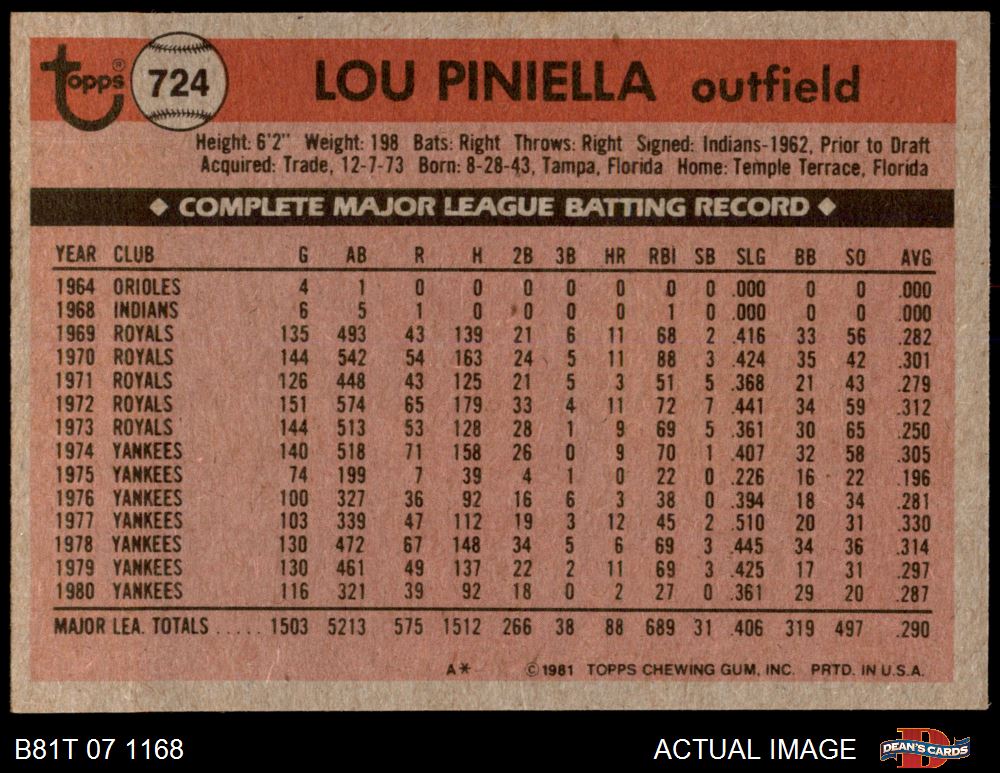 Topps® 724 LOU PINIELLA outfield
Height: 6'2" Weight: 198 Bats: Right Throws: Right Signed: Indians-1962, Prior to Draft
Acquired: Trade, 12-7-73 Born: 8-28-43, Tampa, Florida Home: Temple Terrace, Florida
◆ COMPLETE MAJOR LEAGUE BATTING RECORD ◆
YEAR CLUB G AB R H 2B 3B HR RBI SB SLG BB SO AVG
1964 ORIOLES 4 1 0 0 0 0 0 0 0 .000 0 0 .000
1968 INDIANS 6 5 1 0 0 0 0 1 0 .000 0 0 .000
1969 ROYALS 135 493 43 139 21 6 11 68 2 .416 33 56 .282
1970 ROYALS 144 542 54 163 24 5 11 88 3 .424 35 42 .301
1971 ROYALS 126 448 43 125 21 5 3 51 5 .368 21 43 .279
1972 ROYALS 151 574 65 179 33 4 11 72 7 .441 34 59 .312
1973 ROYALS 144 513 53 128 28 1 9 69 5 .361 30 65 .250
1974 YANKEES 140 518 71 158 26 0 9 70 1 .407 32 58 .305
1975 YANKEES 74 199 7 39 4 1 0 22 0 .226 16 22 .196
1976 YANKEES 100 327 36 92 16 6 3 38 0 .394 18 34 .281
1977 YANKEES 103 339 47 112 19 3 12 45 2 .510 20 31 .330
1978 YANKEES 130 472 67 148 34 5 6 69 3 .445 34 36 .314
1979 YANKEES 130 461 49 137 22 2 11 69 3 .425 17 31 .297
1980 YANKEES 116 321 39 92 18 0 2 27 0 .361 29 20 .287
MAJOR LEA. TOTALS ..... 1503 5213 575 1512 266 38 88 689 31 .406 319 497 .290
A* ©1981 TOPPS CHEWING GUM, INC. PRTD. IN U.S.A.
B81T 07 1168 ACTUAL IMAGE DEAN'S CARDS